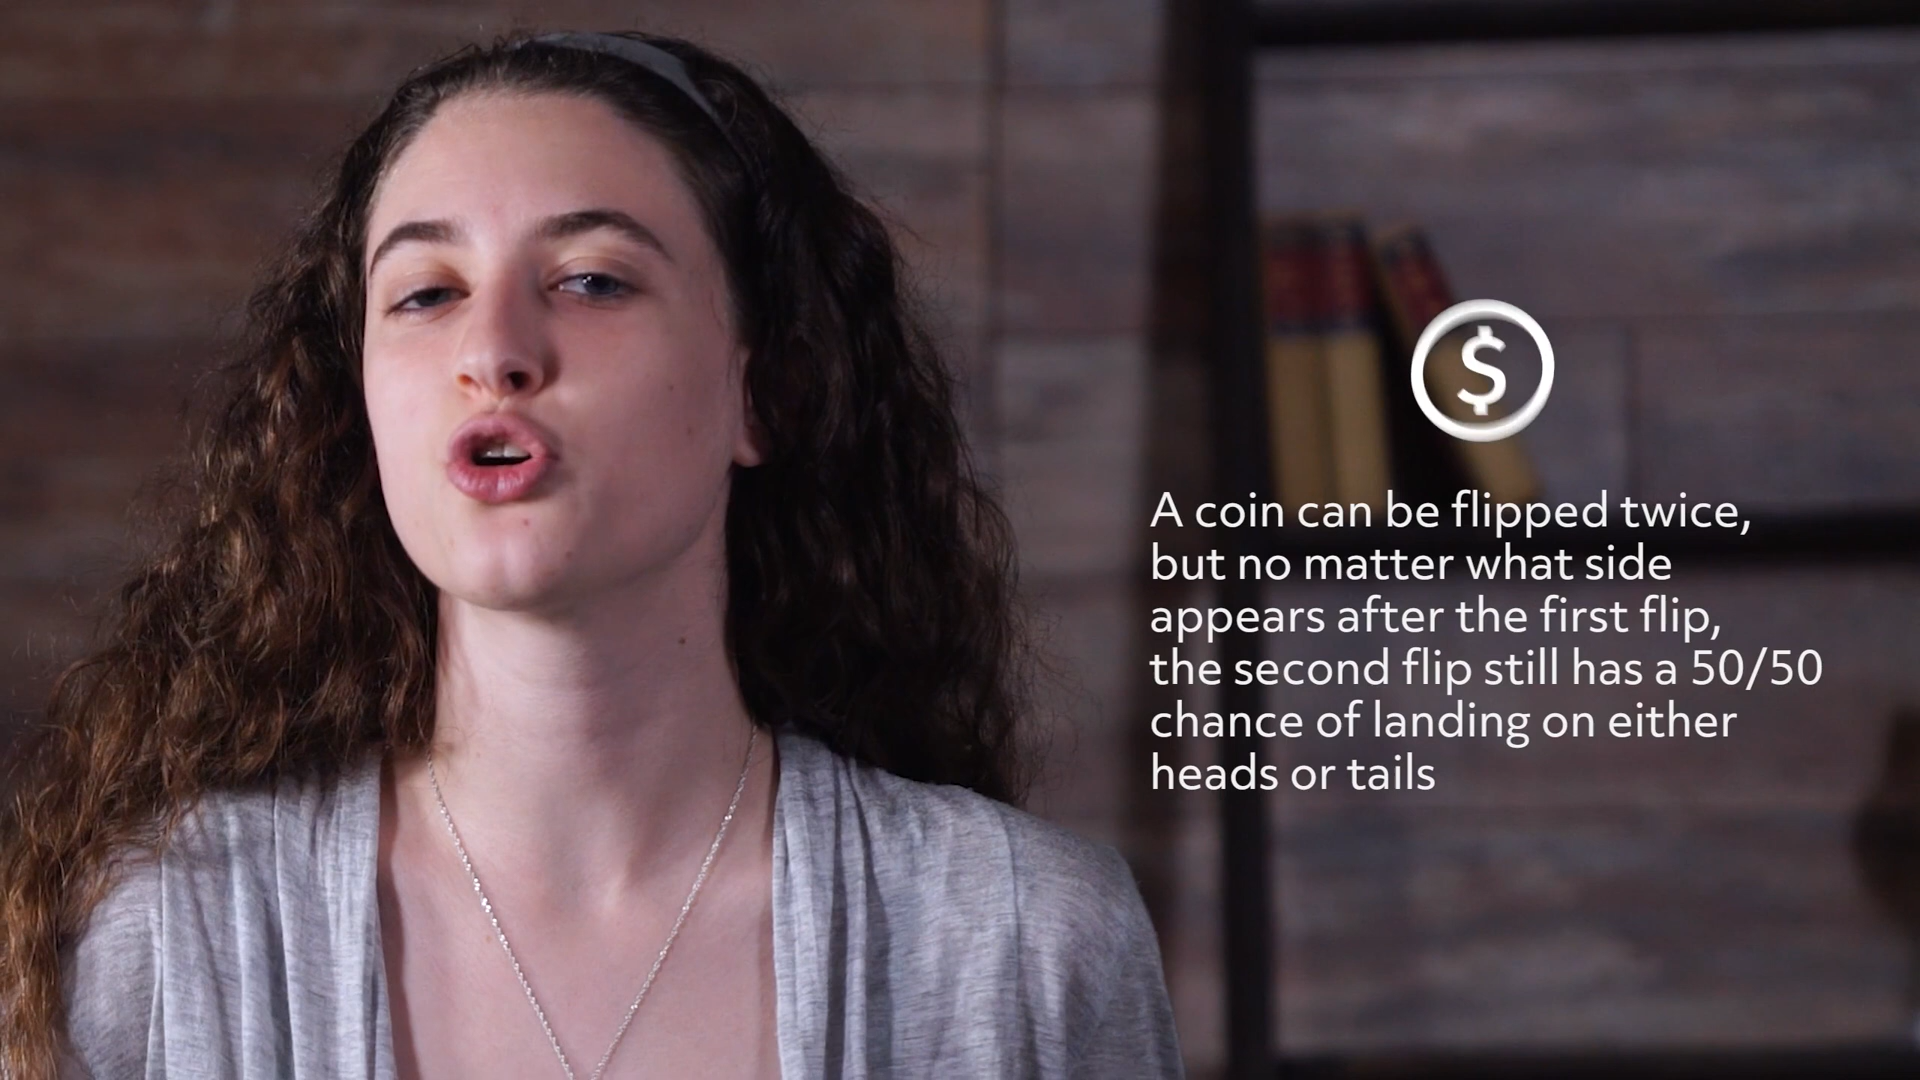 $
A coin can be flipped twice,
but no matter what side
appears after the first flip,
the second flip still has a 50/50
chance of landing on either
heads or tails